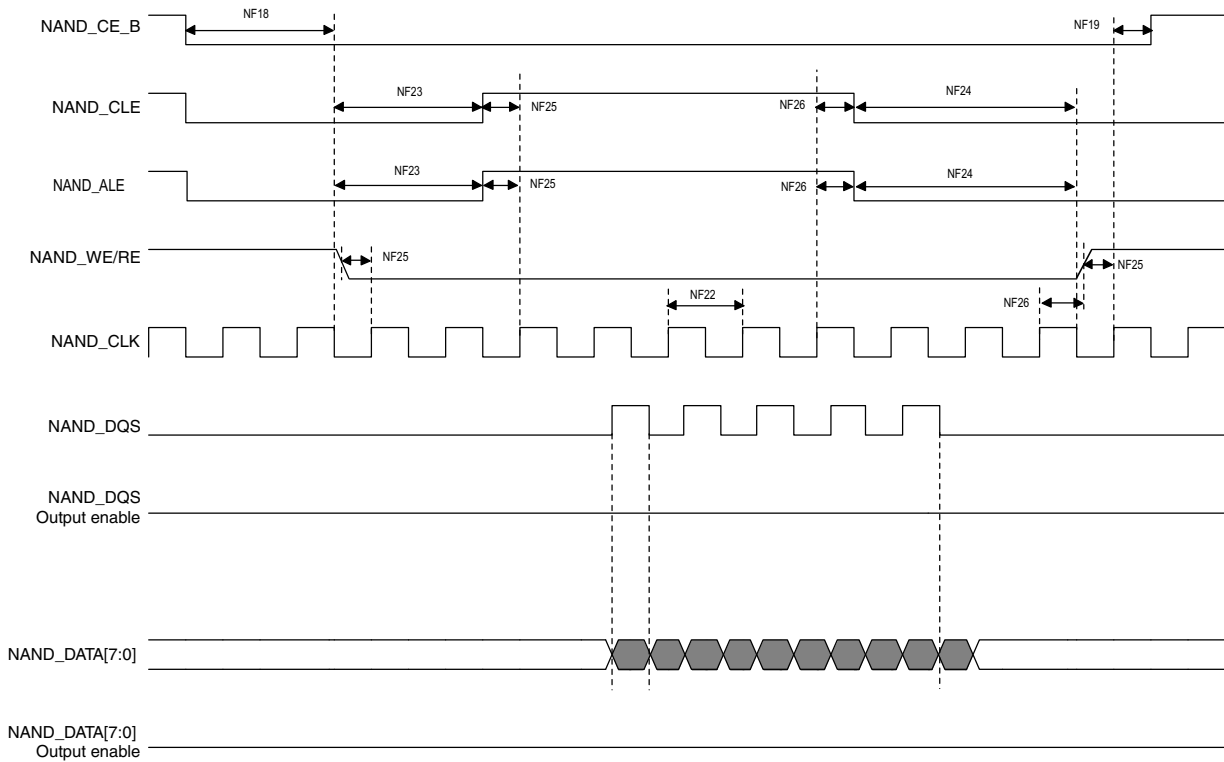 NAND_CE_B
NF18
NF19
NAND_CLE
NF23
NF25
NF26
NF24
NAND_ALE
NF23
NF25
NF26
NF24
NAND_WE/RE
NF25
NF25
NF26
NF22
NAND_CLK
NAND_DQS
NAND_DQS
Output enable
NAND_DATA[7:0]
NAND_DATA[7:0]
Output enable